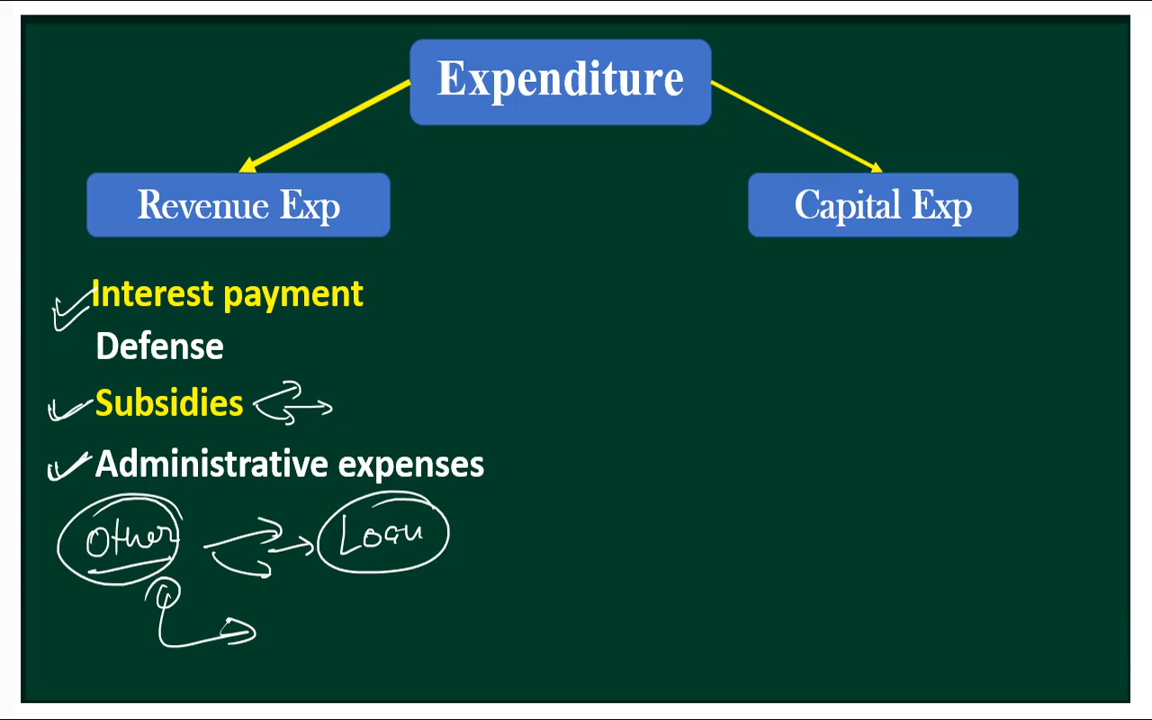 Expenditure
Revenue Exp
Capital Exp
Interest payment
Defense
Subsidies
Administrative expenses
Other
Loan